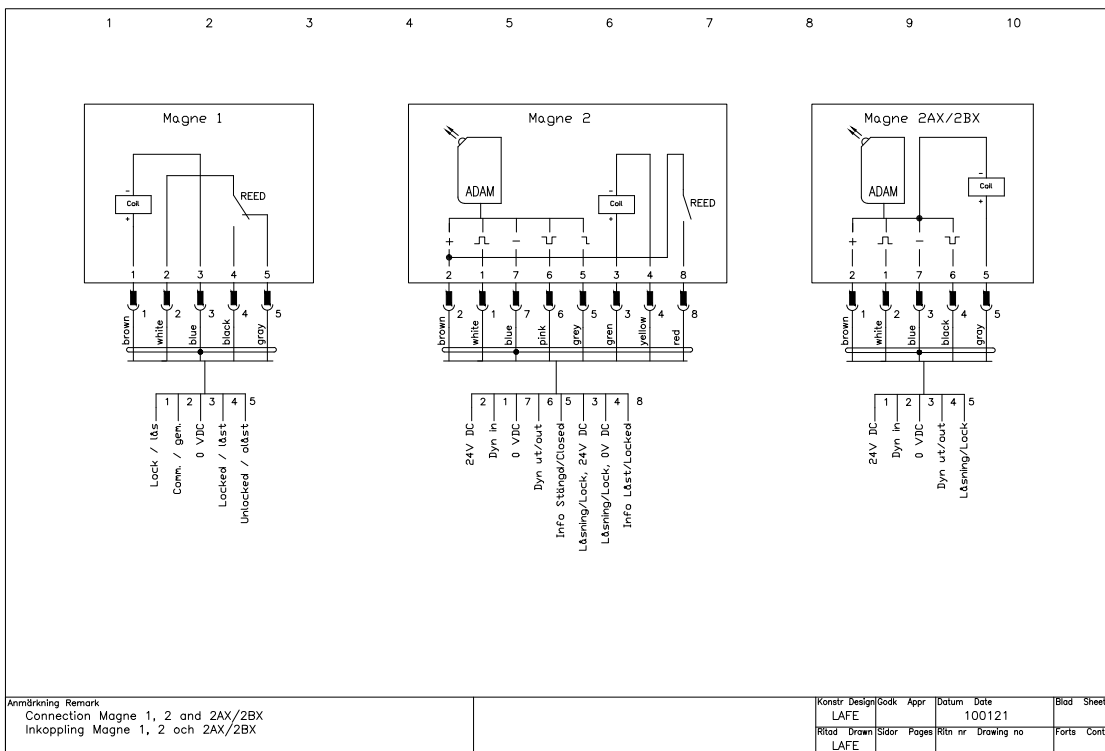 1 2 3 4 5 6 7 8 9 10
Magne 1
REED
-
Coil
+
1 2 3 4 5
1 2 3 4 5
brown white blue black gray
1 2 3 4 5
Lock / lås
Comm. / gem.
0 VDC
Locked / låst
Unlocked / olåst
Magne 2
ADAM
-
Coil
+
REED
+ -
2 1 7 6 5 3 4 8
2 1 7 6 5 3 4 8
brown white blue pink grey gren yellow red
2 1 7 6 5 3 4 8
24V DC
Dyn in
0 VDC
Dyn ut/out
Info Stängd/Closed
Låsning/Lock, 24V DC
Låsning/Lock, 0V DC
Info Låst/Locked
Magne 2AX/2BX
ADAM
-
Coil
+
+ -
2 1 7 6 5
1 2 3 4 5
brown white blue black gray
1 2 3 4 5
24V DC
Dyn in
0 VDC
Dyn ut/out
Låsning/Lock
Anmärkning Remark
Connection Magne 1, 2 and 2AX/2BX
Inkoppling Magne 1, 2 och 2AX/2BX
Konstr Design Godk Appr Datum Date Blad Sheet
LAFE 100121
Ritad Drawn Sidor Pages Ritn nr Drawing no Forts Cont
LAFE